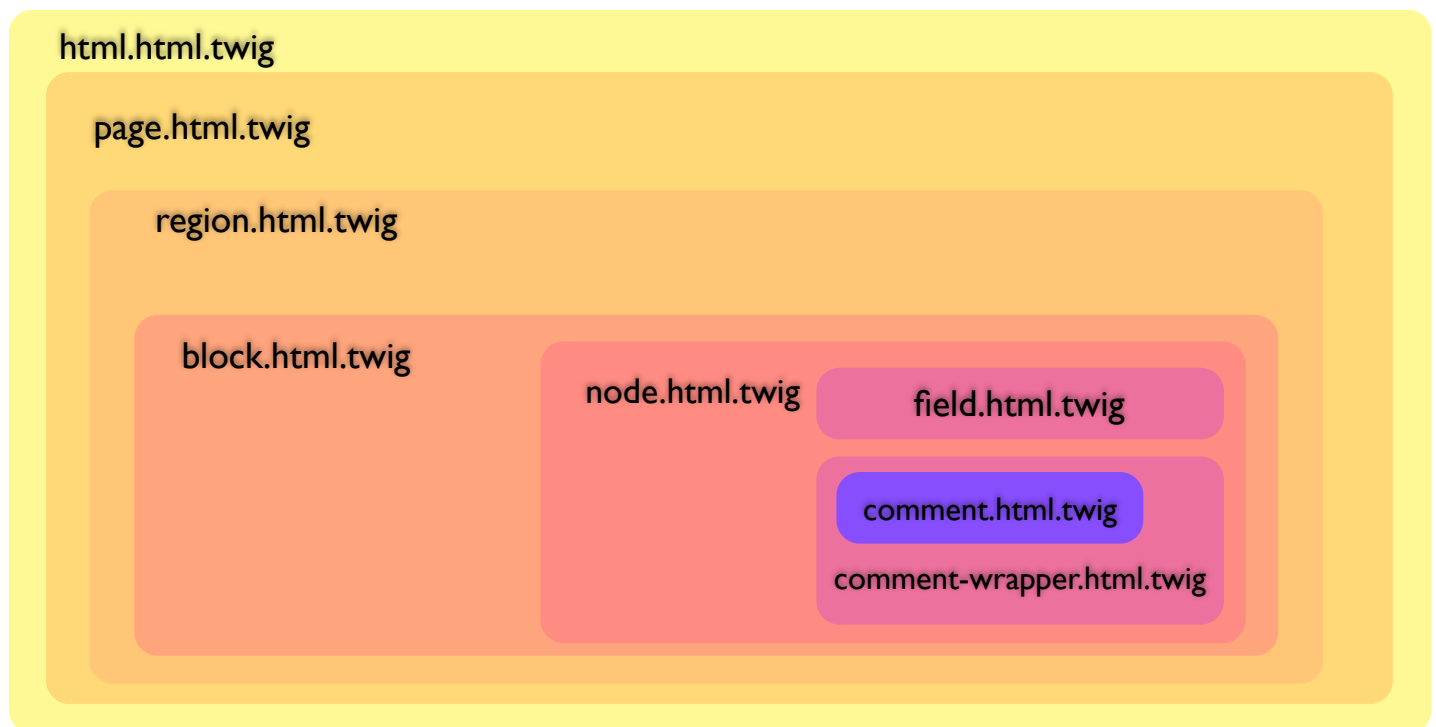 html.html.twig
page.html.twig
region.html.twig
block.html.twig
node.html.twig
field.html.twig
comment.html.twig
comment-wrapper.html.twig